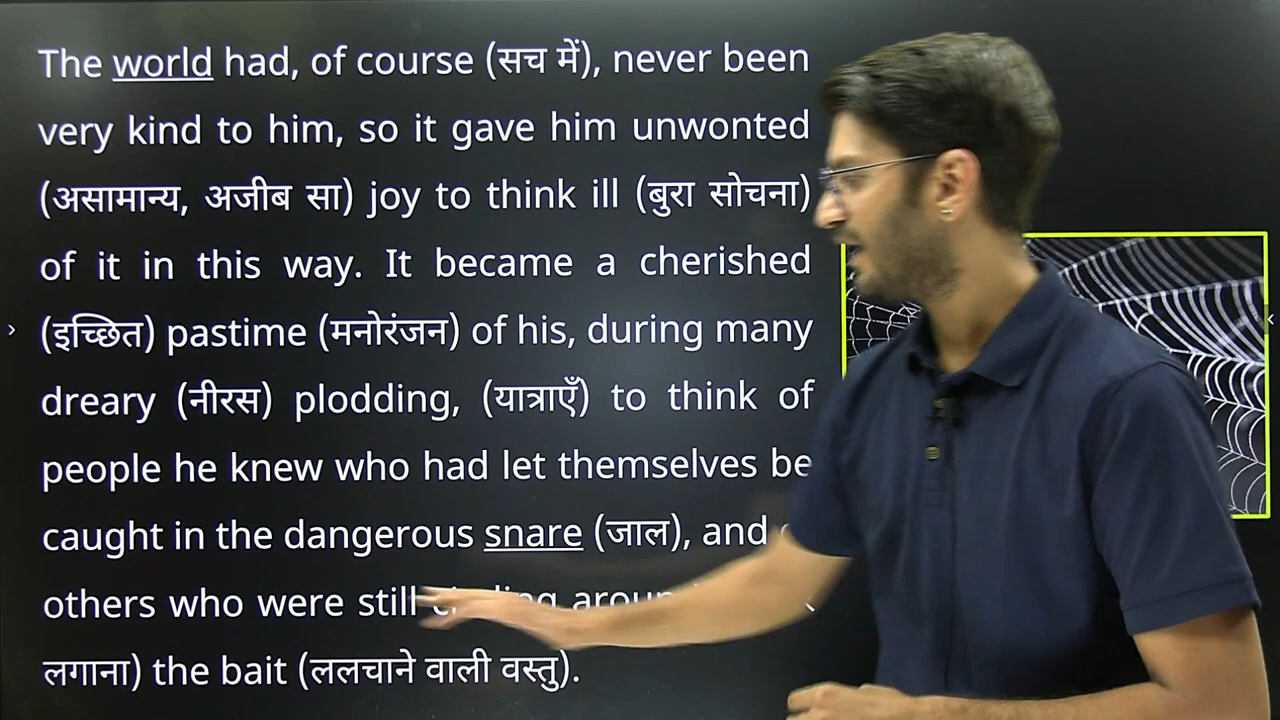 The world had, of course (सच में), never been
very kind to him, so it gave him unwonted
(असामान्य, अजीब सा) joy to think ill (बुरा सोचना)
of it in this way. It became a cherished
(इच्छित) pastime (मनोरंजन) of his, during many
dreary (नीरस) plodding, (यात्राएँ) to think of
people he knew who had let themselves be
caught in the dangerous snare (जाल), and
others who were still
लगाना) the bait (ललचाने वाली वस्तु).